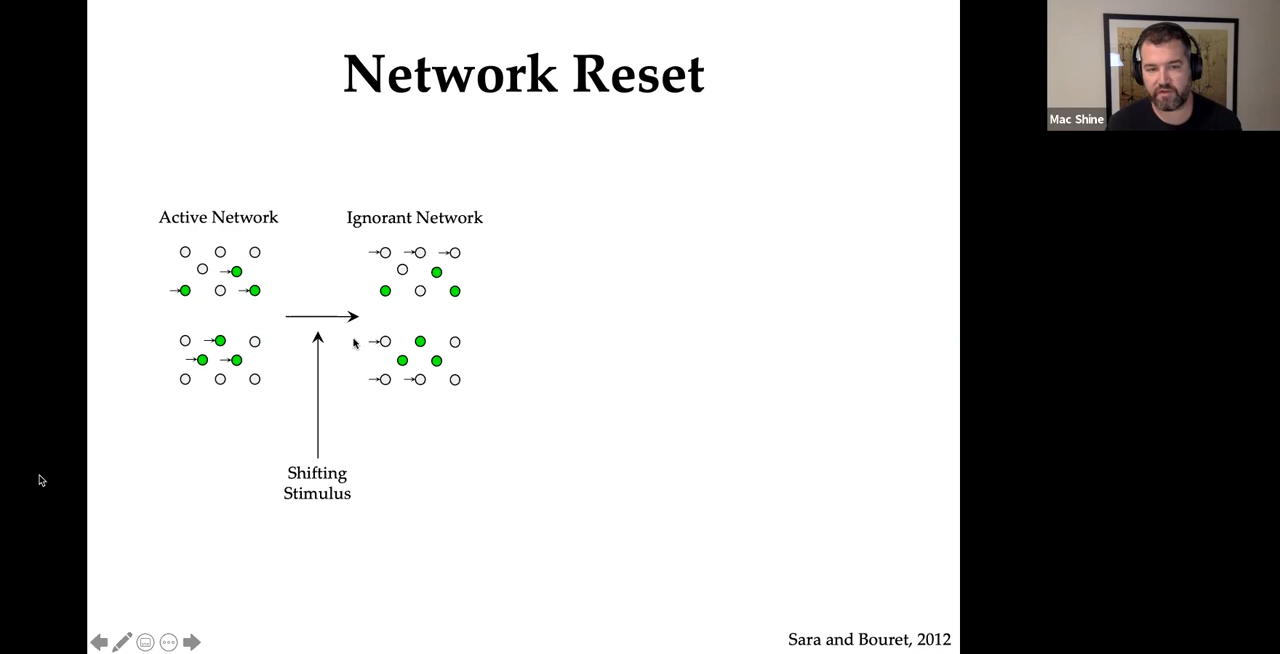 Network Reset
Mac Shine
Active Network
Ignorant Network
Shifting
Stimulus
Sara and Bouret, 2012